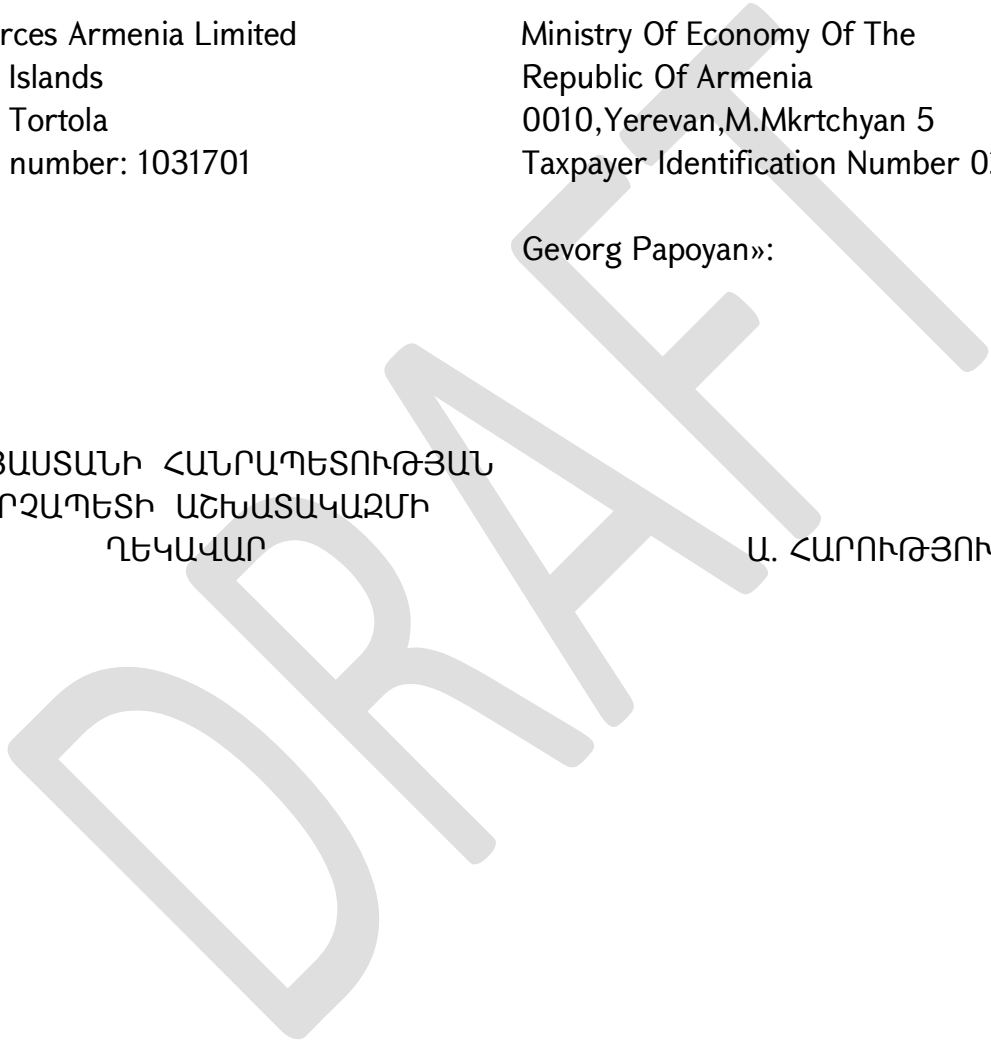 rces Armenia Limited
Islands
Tortola
number: 1031701
Ministry Of Economy Of The
Republic Of Armenia
0010,Yerevan,M.Mkrtchyan 5
Taxpayer Identification Number
Gevorg Papoyan»:
ՅԱՍՏԱՆԻ ՀԱՆՐԱՊԵՏՈՒԹՅԱՆ
ՐՉԱՊԵՏԻ ԱՇԽԱՏԱԿԱԶՄԻ
ՂԵԿԱՎԱՐ
Ա. ՀԱՐՈՒԹՅՈՒ
DRAFT